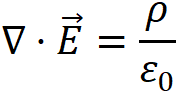 ∇ · E⃗ = ρ / ε₀